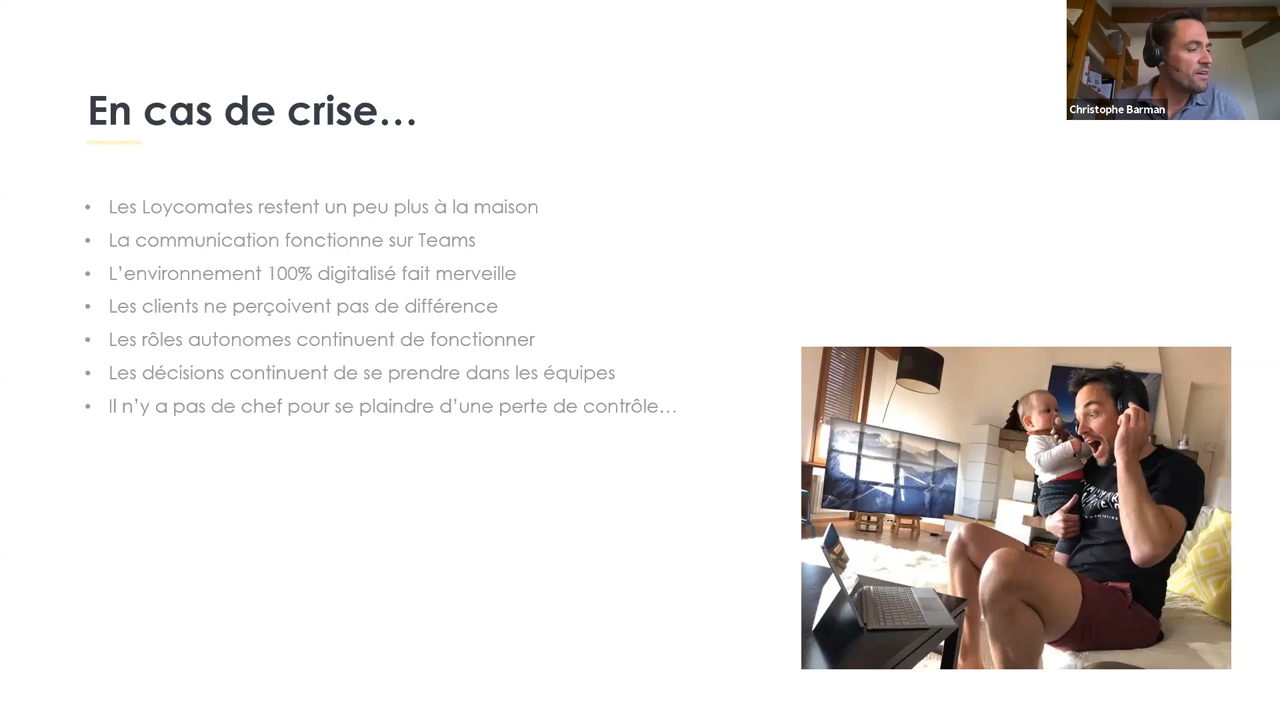 Christophe Barman
En cas de crise...
• Les Loycomates restent un peu plus à la maison
• La communication fonctionne sur Teams
• L’environnement 100% digitalisé fait merveille
• Les clients ne perçoivent pas de différence
• Les rôles autonomes continuent de fonctionner
• Les décisions continuent de se prendre dans les équipes
• Il n’y a pas de chef pour se plaindre d’une perte de contrôle...